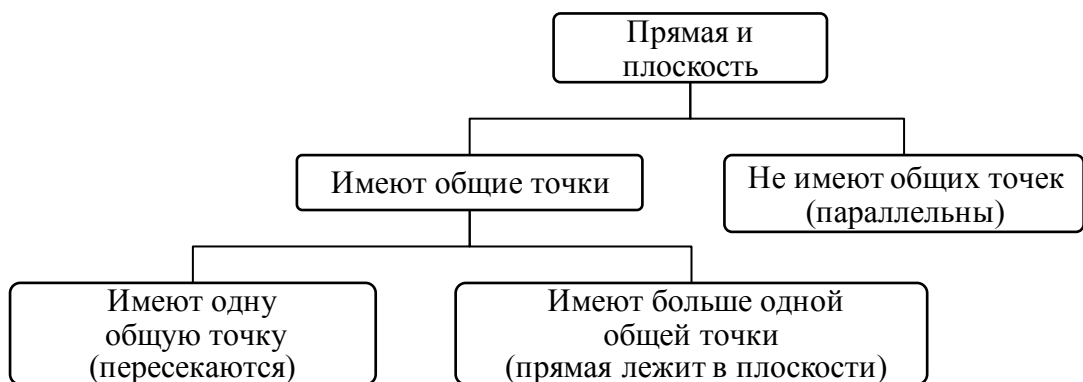 Прямая и
плоскость
Имеют общие точки
Не имеют общих точек
(параллельны)
Имеют одну
общую точку
(пересекаются)
Имеют больше одной
общей точки
(прямая лежит в плоскости)